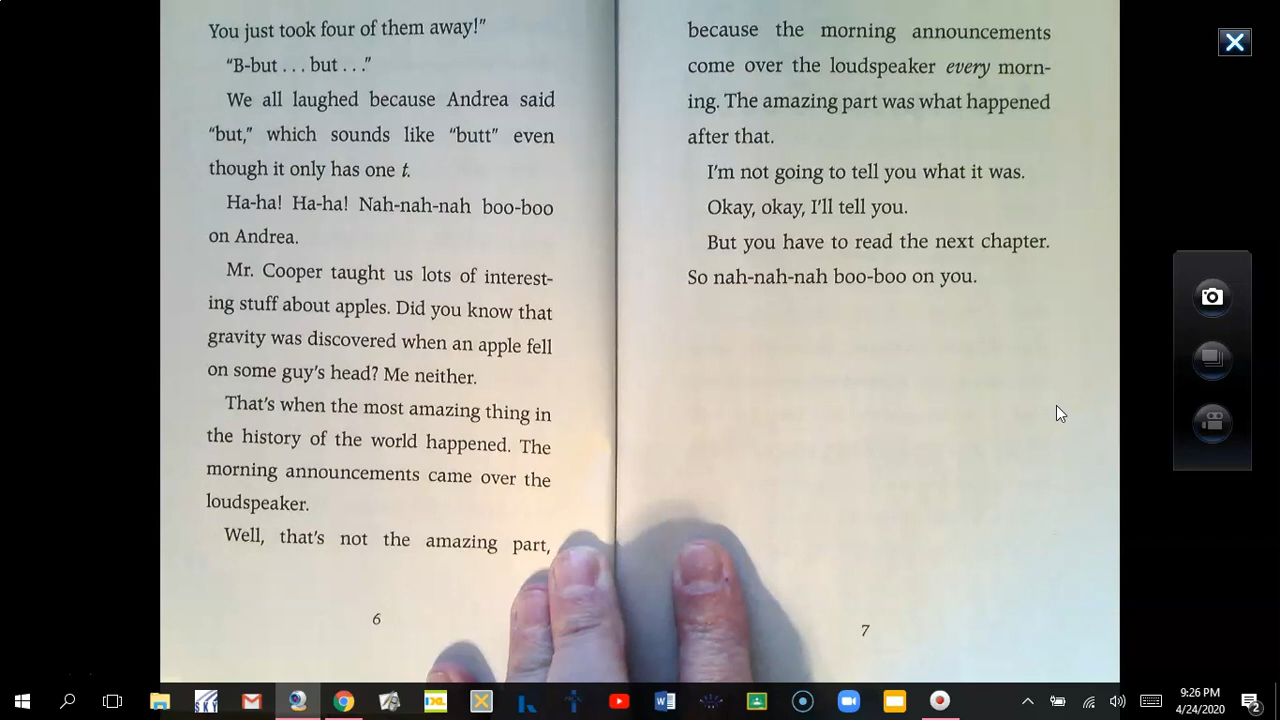 You just took four of them away!”
“B-but . . . but . . .”
We all laughed because Andrea said
“but,” which sounds like “butt” even
though it only has one t.
Ha-ha! Ha-ha! Nah-nah-nah boo-boo
on Andrea.
Mr. Cooper taught us lots of interest-
ing stuff about apples. Did you know that
gravity was discovered when an apple fell
on some guy’s head? Me neither.
That’s when the most amazing thing in
the history of the world happened. The
morning announcements came over the
loudspeaker.
Well, that’s not the amazing part,
6
because the morning announcements
come over the loudspeaker every morn-
ing. The amazing part was what happened
after that.
I’m not going to tell you what it was.
Okay, okay, I’ll tell you.
But you have to read the next chapter.
So nah-nah-nah boo-boo on you.
7
9:26 PM
4/24/2020
2